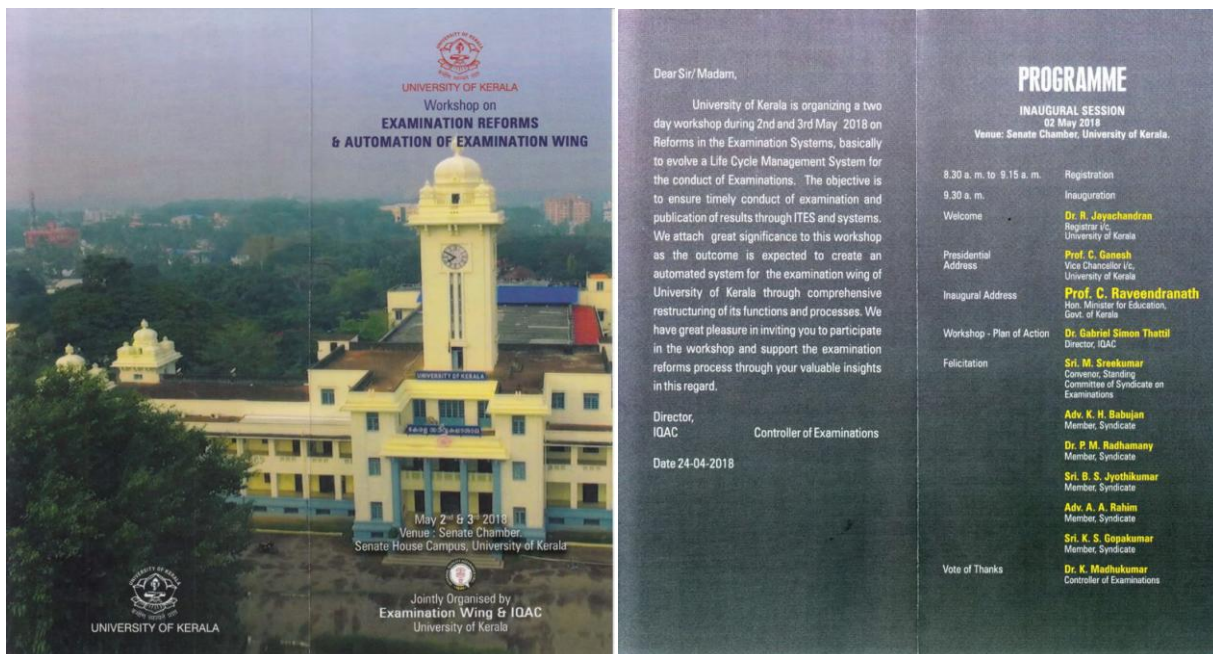 UNIVERSITY OF KERALA
UNIVERSITY OF KERALA
Workshop on
EXAMINATION REFORMS
& AUTOMATION OF EXAMINATION WING
UNIVERSITY OF KERALA
കേരള സർവ്വകലാശാല
May 2nd & 3rd 2018
Venue : Senate Chamber,
Senate House Campus, University of Kerala
Jointly Organised by
Examination Wing & IQAC
University of Kerala
UNIVERSITY OF KERALA
UNIVERSITY OF KERALA
Dear Sir/ Madam,
University of Kerala is organizing a two
day workshop during 2nd and 3rd May 2018 on
Reforms in the Examination Systems, basically
to evolve a Life Cycle Management System for
the conduct of Examinations. The objective is
to ensure timely conduct of examination and
publication of results through ITES and systems.
We attach great significance to this workshop
as the outcome is expected to create an
automated system for the examination wing of
University of Kerala through comprehensive
restructuring of its functions and processes. We
have great pleasure in inviting you to participate
in the workshop and support the examination
reforms process through your valuable insights
in this regard.
Director,
IQAC Controller of Examinations
Date 24-04-2018
PROGRAMME
INAUGURAL SESSION
02 May 2018
Venue: Senate Chamber, University of Kerala.
8.30 a. m. to 9.15 a. m. Registration
9.30 a. m. Inauguration
Welcome Dr. R. Jayachandran
Registrar i/c,
University of Kerala
Presidential Address Prof. C. Ganesh
Vice Chancellor i/c,
University of Kerala
Inaugural Address Prof. C. Raveendranath
Hon. Minister for Education,
Govt. of Kerala
Workshop - Plan of Action Dr. Gabriel Simon Thattil
Director, IQAC
Felicitation Sri. M. Sreekumar
Convenor, Standing
Committee of Syndicate on
Examinations
Adv. K. H. Babujan
Member, Syndicate
Dr. P. M. Radhamany
Member, Syndicate
Sri. B. S. Jyothikumar
Member, Syndicate
Adv. A. A. Rahim
Member, Syndicate
Sri. K. S. Gopakumar
Member, Syndicate
Vote of Thanks Dr. K. Madhukumar
Controller of Examinations